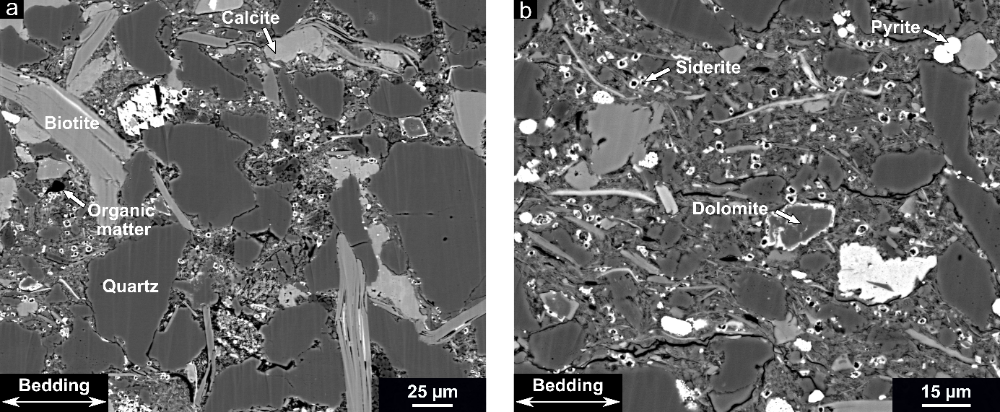 a
Calcite
Biotite
Organic
matter
Quartz
Bedding
25 µm
b
Pyrite
Siderite
Dolomite
Bedding
15 µm